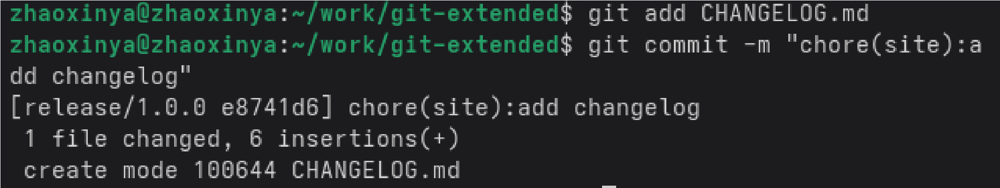 zhaoxinya@zhaoxinya:~/work/git-extended$ git add CHANGELOG.md
zhaoxinya@zhaoxinya:~/work/git-extended$ git commit -m "chore(site):a
dd changelog"
[release/1.0.0 e8741d6] chore(site):add changelog
 1 file changed, 6 insertions(+)
 create mode 100644 CHANGELOG.md